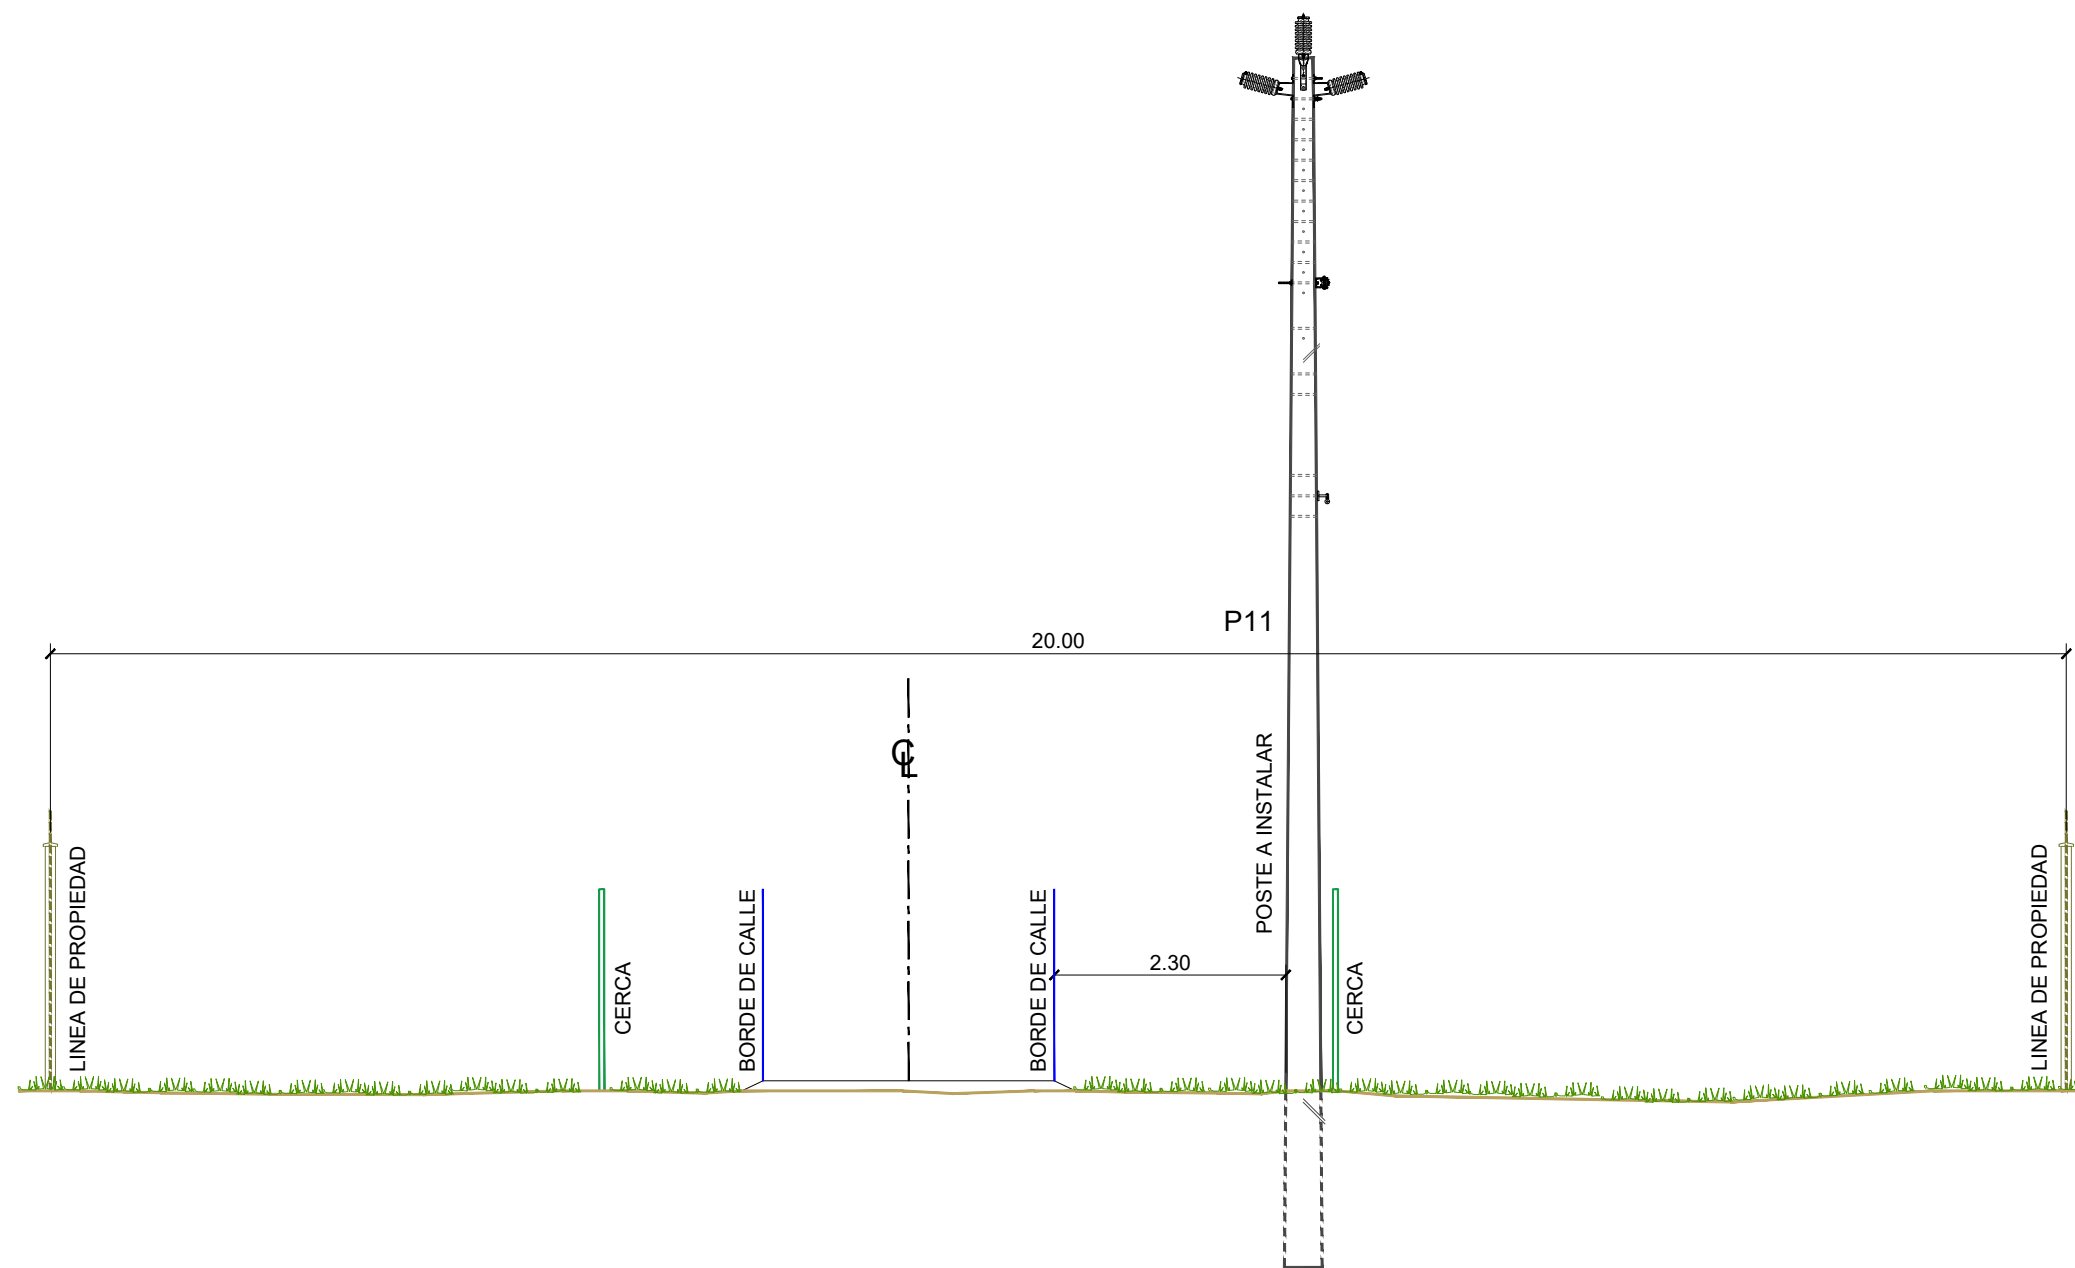 P11
20.00
℄
POSTE A INSTALAR
LINEA DE PROPIEDAD
CERCA
BORDE DE CALLE
BORDE DE CALLE
2.30
CERCA
LINEA DE PROPIEDAD